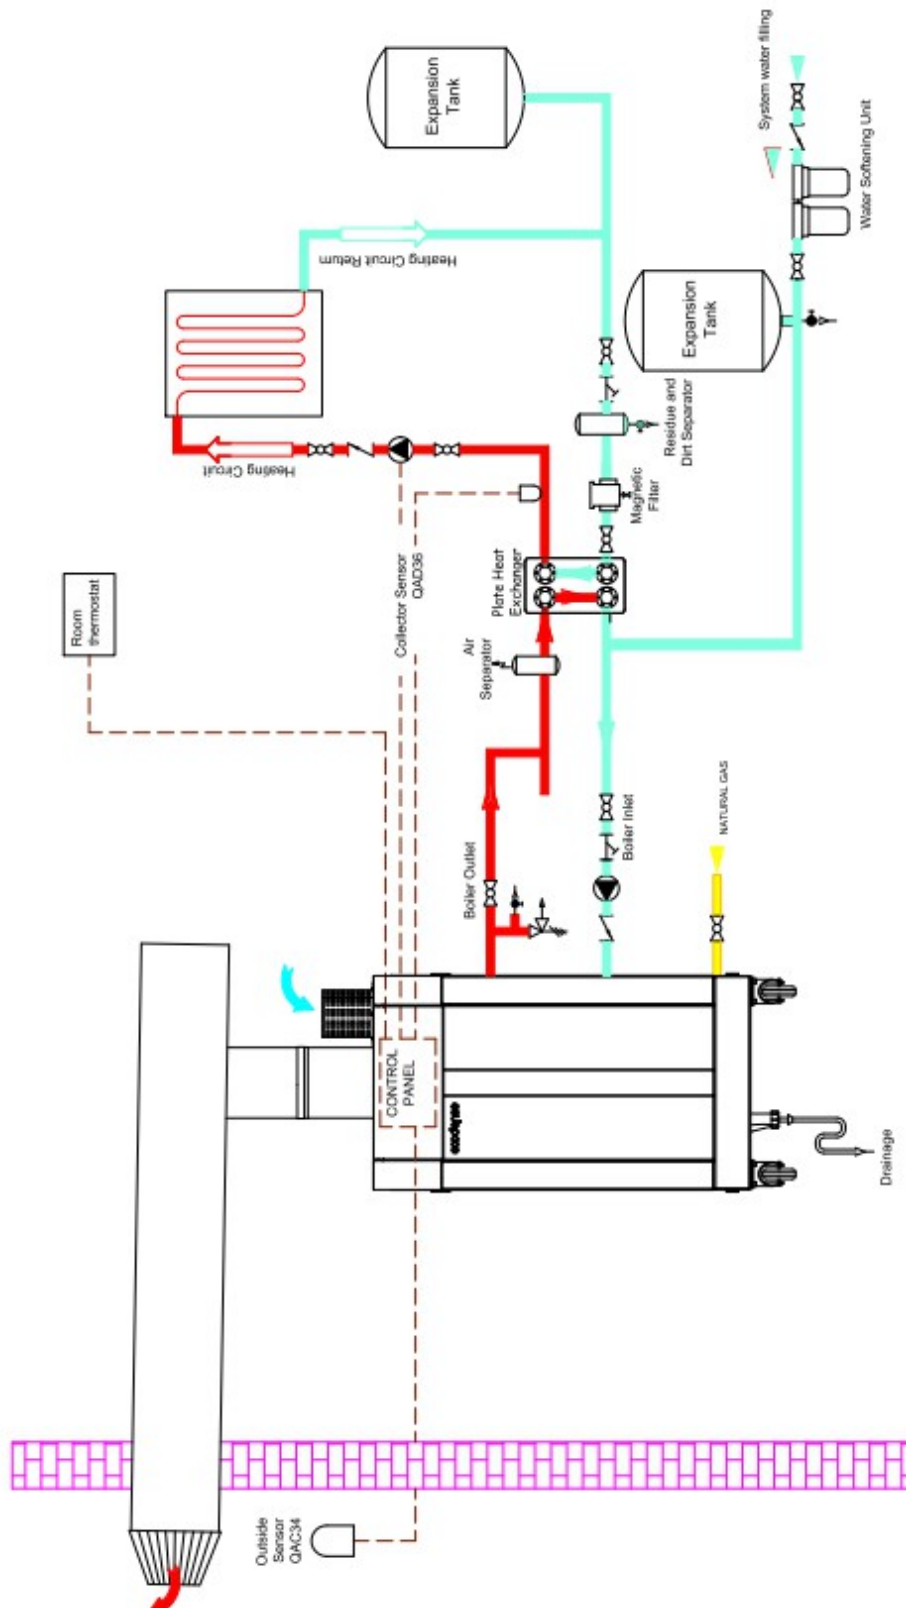 Outside
Sensor
QAC34
CONTROL
PANEL
Drainage
Room
thermostat
Boiler Outlet
Boiler Inlet
NATURAL GAS
Collector Sensor
QAD36
Air
Separator
Plate Heat
Exchanger
Magnetic
Filter
Residue and
Dirt Separator
Heating Circuit
Heating Circuit Return
Expansion
Tank
Expansion
Tank
Water Softening Unit
System water filling